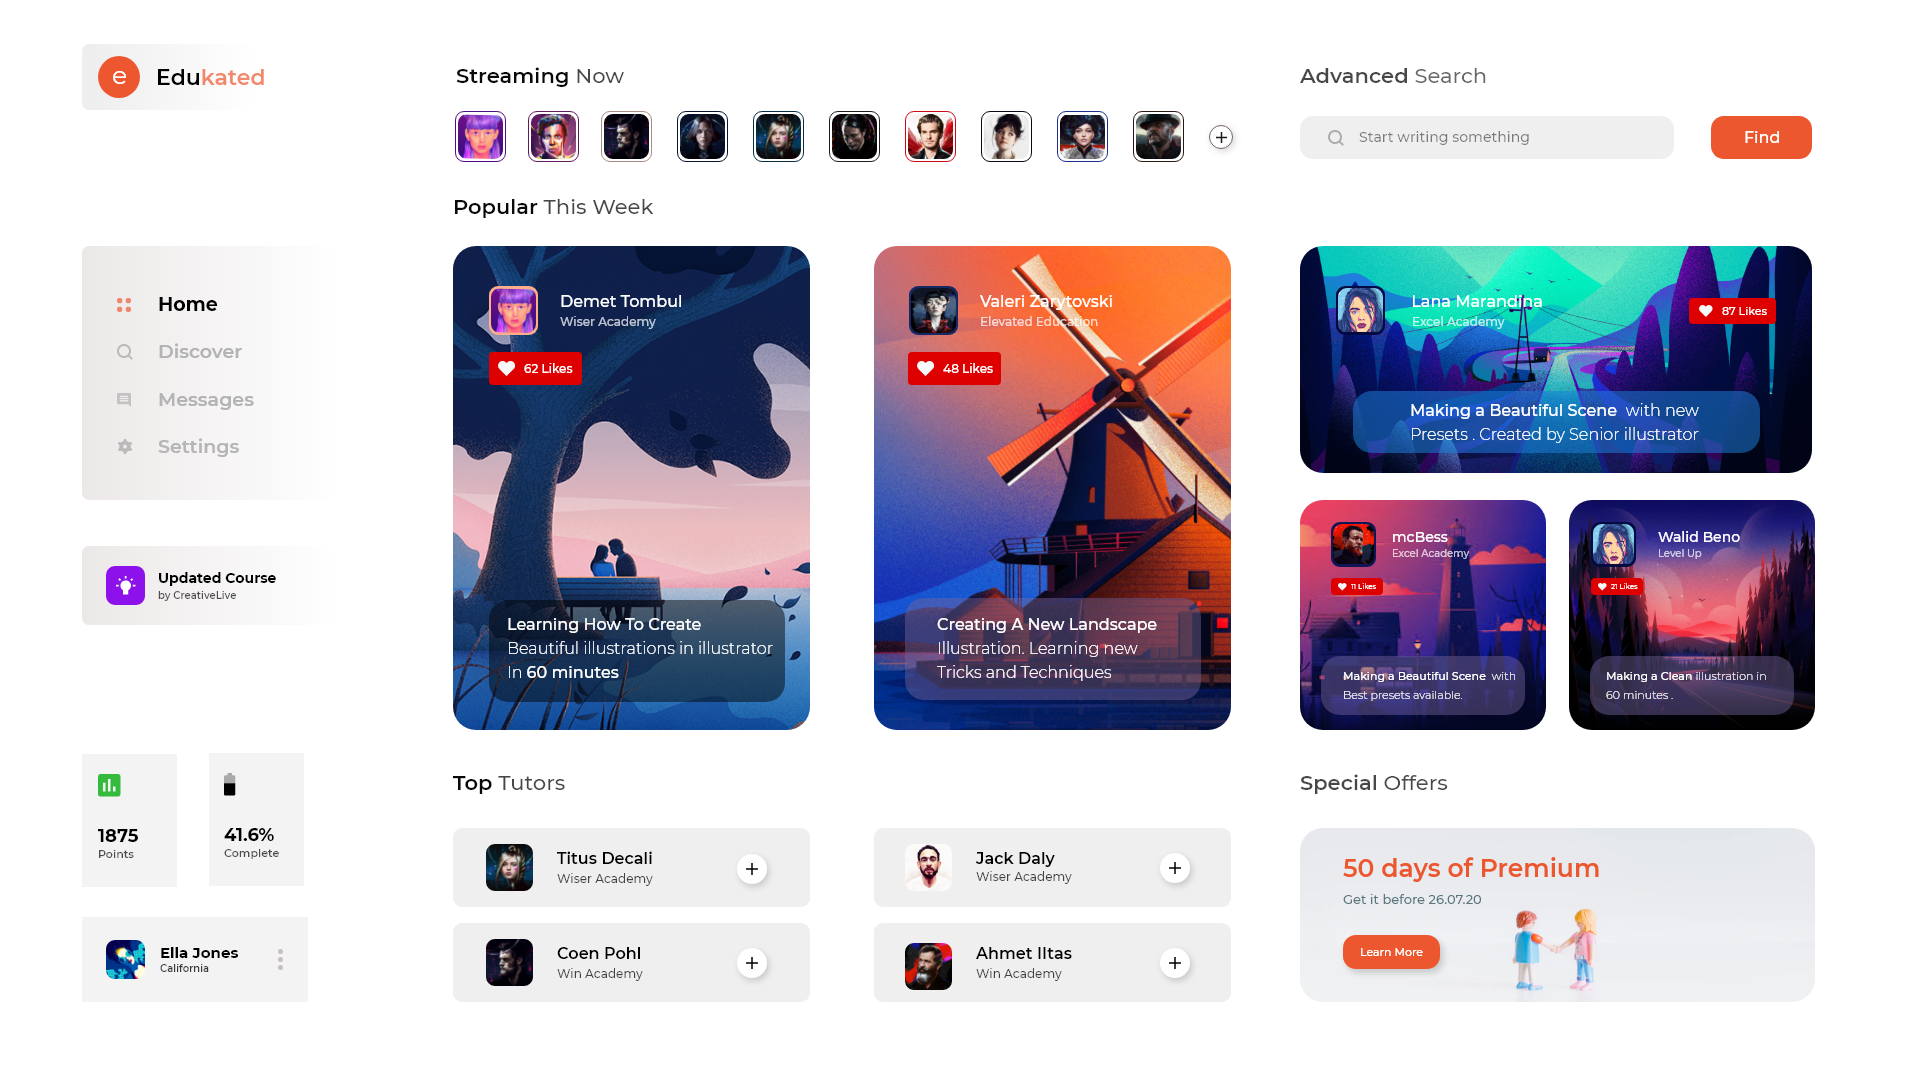 e Edukated
Home
Discover
Messages
Settings
Updated Course
by CreativeLive
1875
Points
41.6%
Complete
Ella Jones
California
Streaming Now
Popular This Week
Demet Tombul
Wiser Academy
62 Likes
Learning How To Create
Beautiful illustrations in illustrator
In 60 minutes
Valeri Zarytovski
Elevated Education
48 Likes
Creating A New Landscape
Illustration. Learning new
Tricks and Techniques
Top Tutors
Titus Decali
Wiser Academy
Jack Daly
Wiser Academy
Coen Pohl
Win Academy
Ahmet Iltas
Win Academy
Advanced Search
Start writing something
Find
Lana Marandina
Excel Academy
87 Likes
Making a Beautiful Scene with new
Presets . Created by Senior illustrator
mcBess
Excel Academy
11 Likes
Making a Beautiful Scene with
Best presets available.
Walid Beno
Level Up
21 Likes
Making a Clean illustration in
60 minutes .
Special Offers
50 days of Premium
Get it before 26.07.20
Learn More